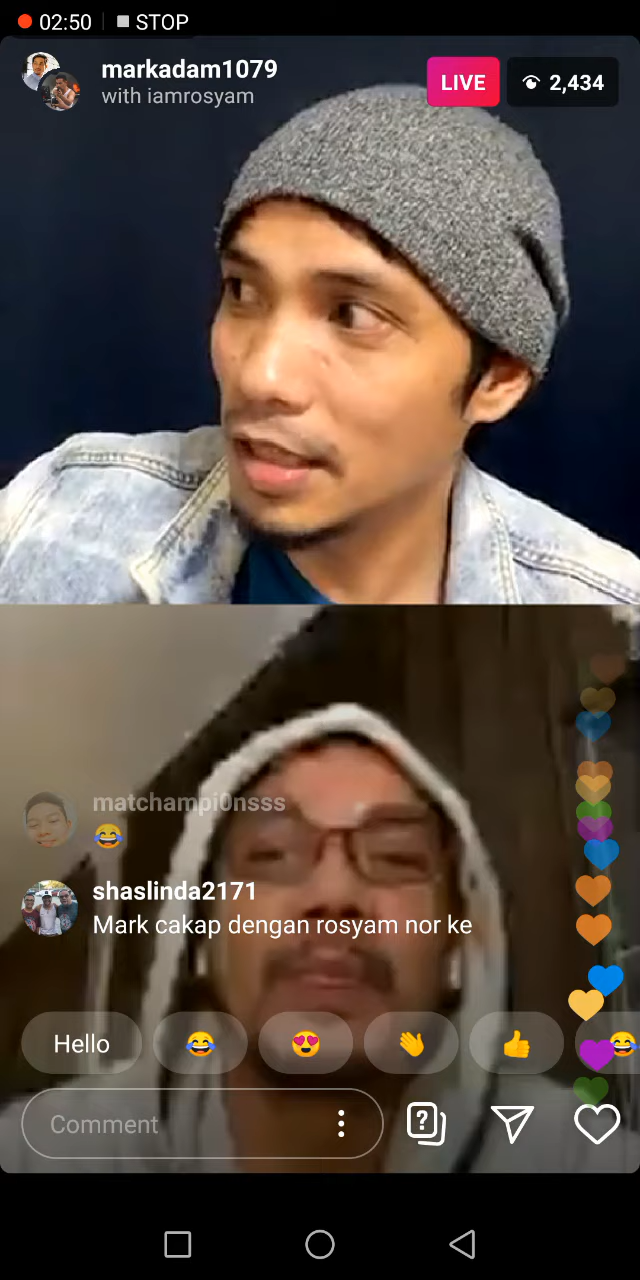 02:50 STOP
markadam1079
with iamrosyam
LIVE
2,434
matchampi0nsss
😂
shaslinda2171
Mark cakap dengan rosyam nor ke
Hello 😂 😍 👋 👍 😂
Comment